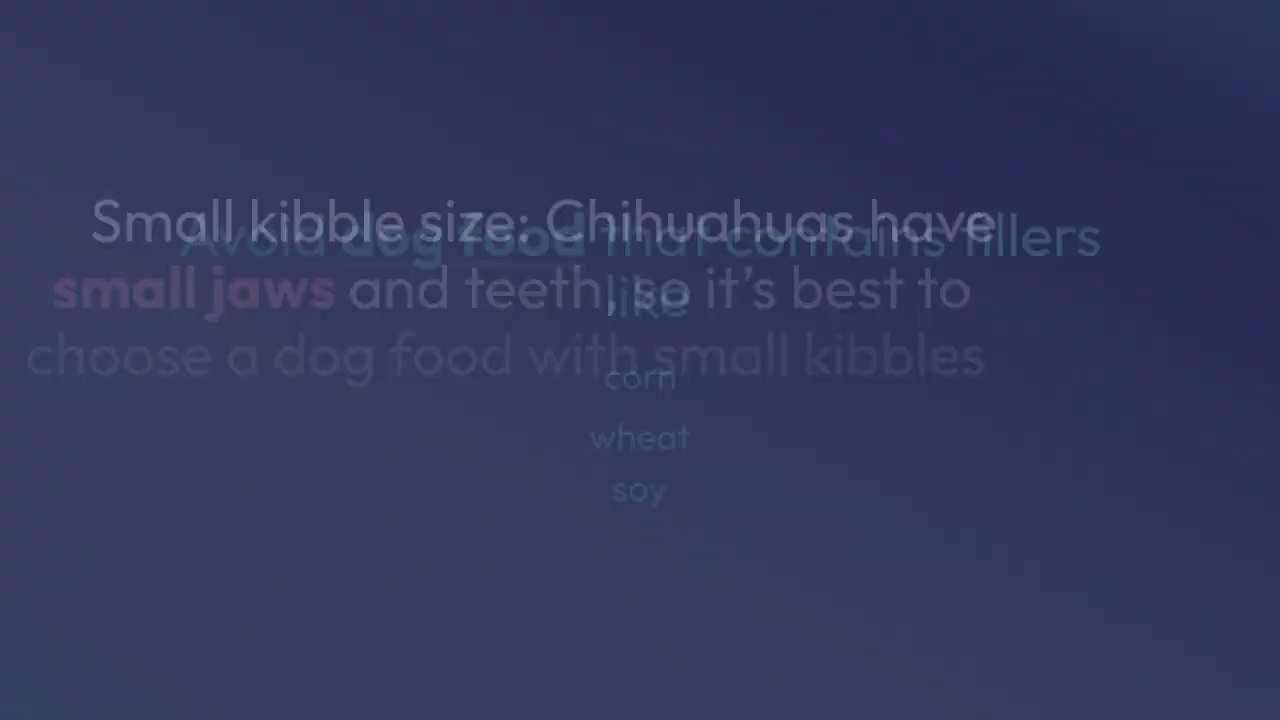 Small kibble size: Chihuahuas have
small jaws and teeth, so it's best to
choose a dog food with small kibbles
Avoid dog food that contains fillers
like
corn
wheat
soy